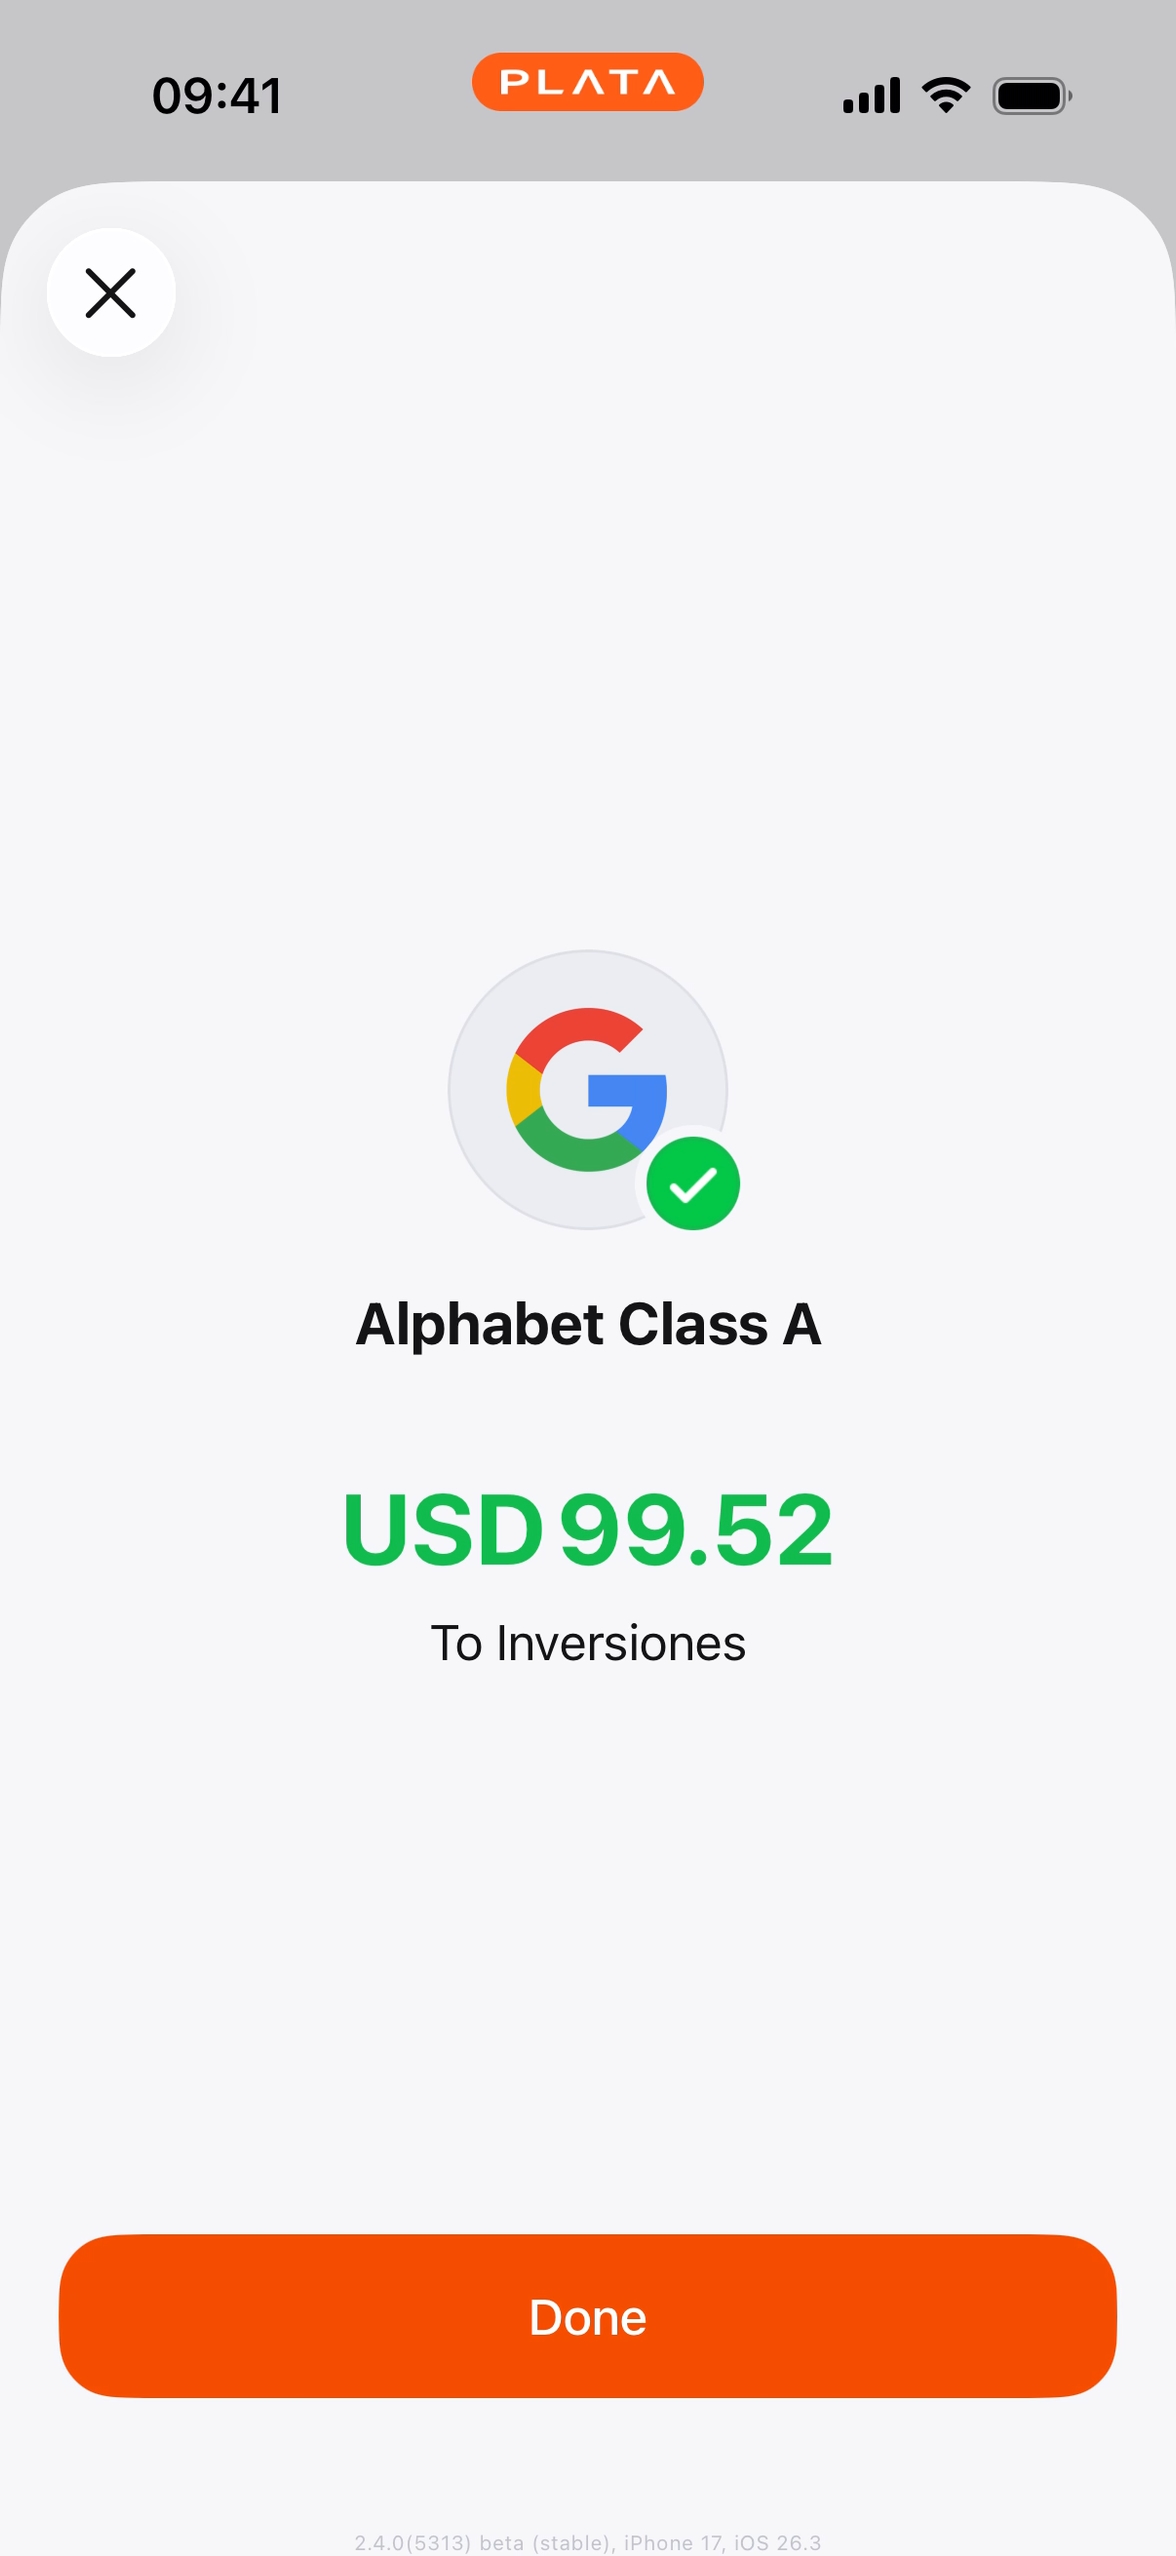 09:41
PLATA
Alphabet Class A
USD 99.52
To Inversiones
Done
2.4.0(5313) beta (stable), iPhone 17, iOS 26.3